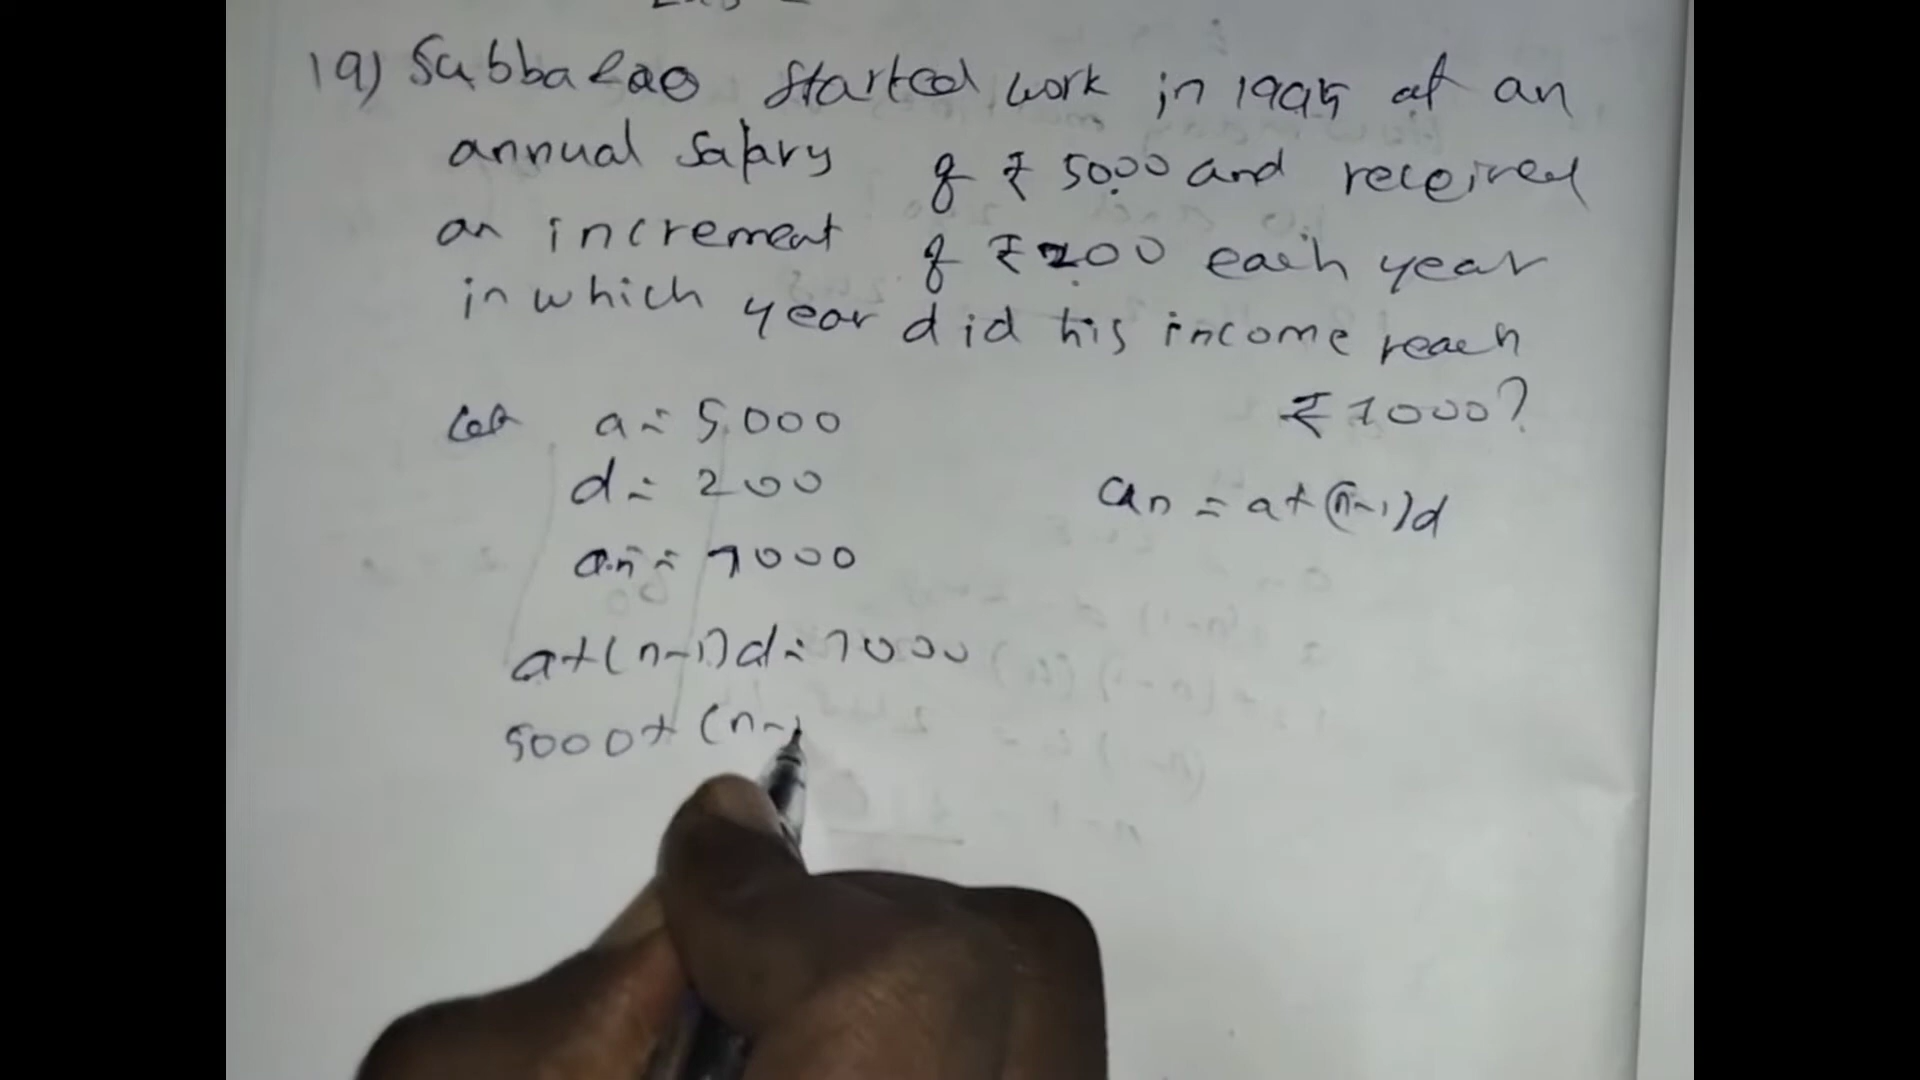 19) Subbarao started work in 1995 at an
annual salary of ₹ 5000 and received
an increment of ₹ 200 each year
in which year did his income reach
₹ 7000?
Let a = 5000
d = 200
an = 7000
an = a+(n-1)d
a+(n-1)d = 7000
5000+ (n-